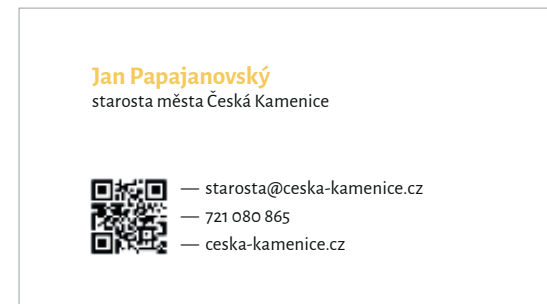 Jan Papajanovský
starosta města Česká Kamenice
— starosta@ceska-kamenice.cz
— 721 080 865
— ceska-kamenice.cz